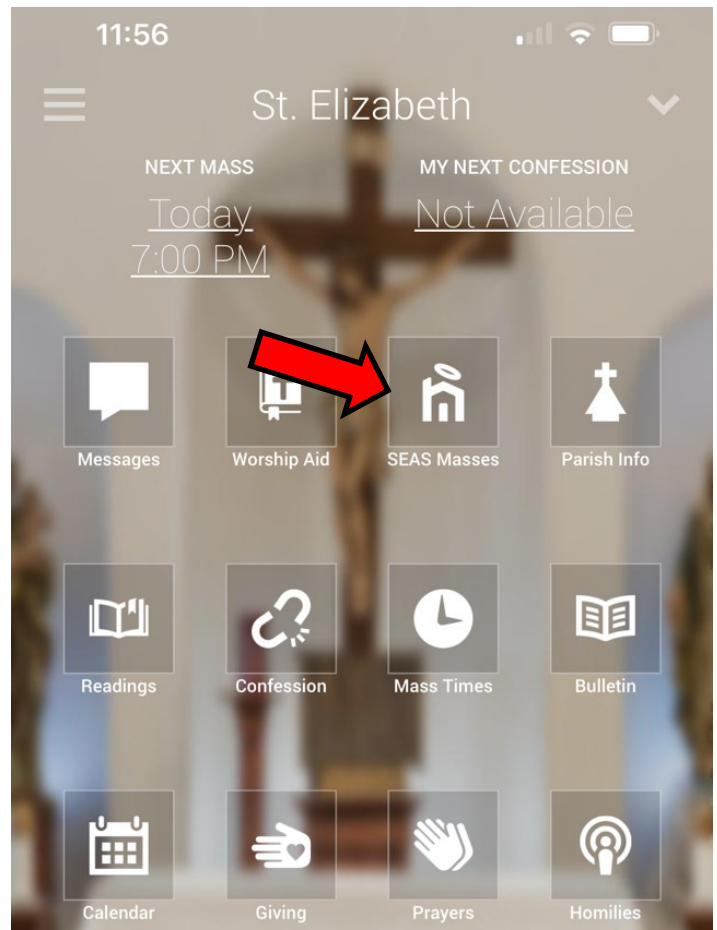 11:56
St. Elizabeth
NEXT MASS
MY NEXT CONFESSION
Today
7:00 PM
Not Available
Messages
Worship Aid
SEAS Masses
Parish Info
Readings
Confession
Mass Times
Bulletin
Calendar
Giving
Prayers
Homilies